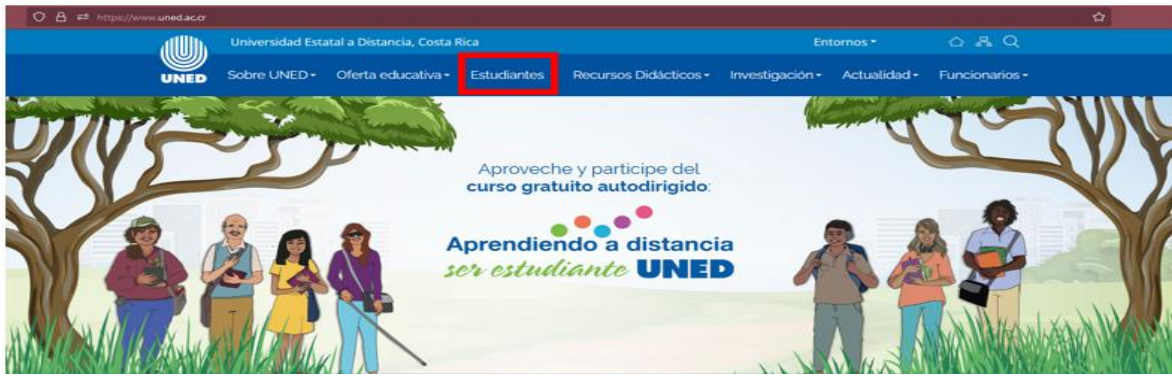 https://www.uned.ac.cr
Universidad Estatal a Distancia, Costa Rica
Entornos
UNED
Sobre UNED
Oferta educativa
Estudiantes
Recursos Didácticos
Investigación
Actualidad
Funcionarios
Aproveche y participe del
curso gratuito autodirigido:
Aprendiendo a distancia
ser estudiante UNED